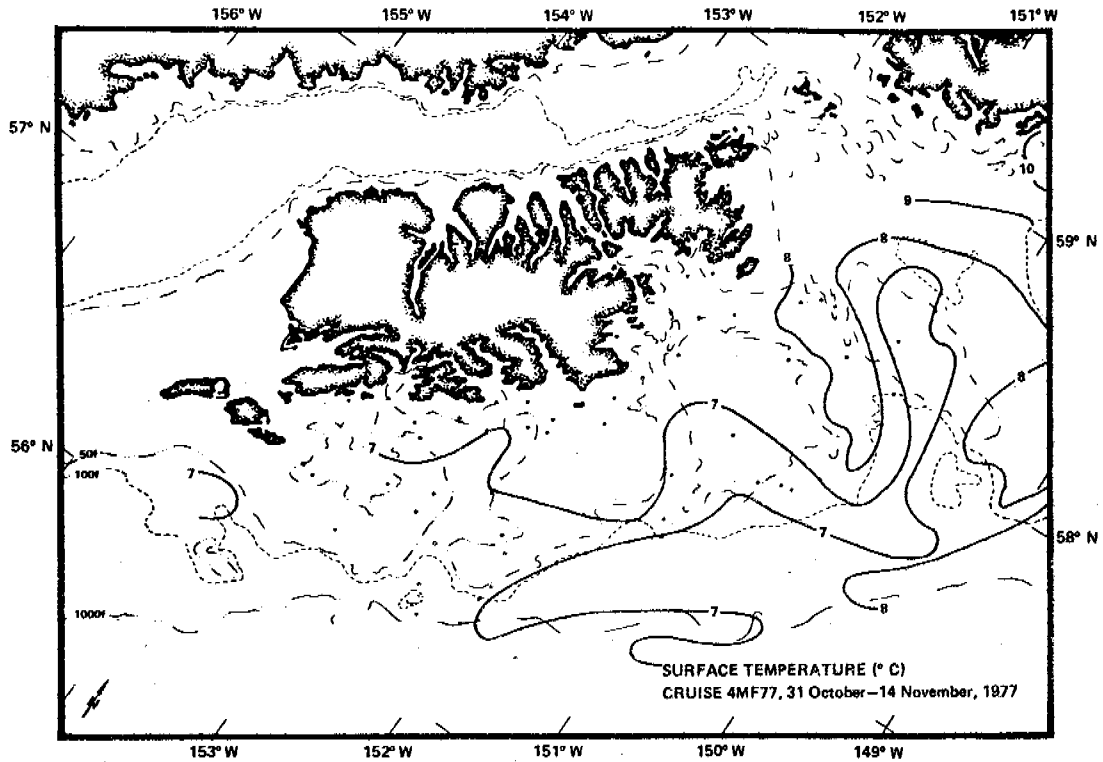 156° W 155° W 154° W 153° W 152° W 151° W
57° N
10
9
59° N
8
8
8
7
7
56° N
50f
100f
7
7
58° N
8
1000f
7
SURFACE TEMPERATURE (° C)
CRUISE 4MF77, 31 October—14 November, 1977
N
153° W 152° W 151° W 150° W 149° W